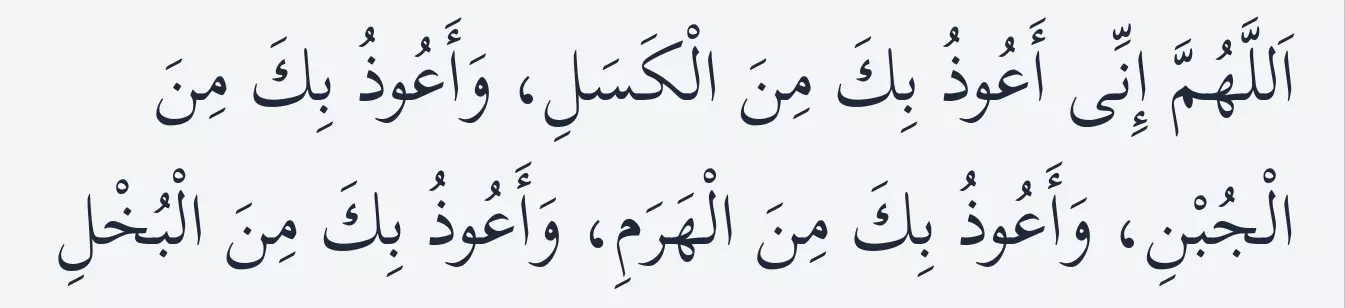 اَللَّهُمَّ إِنِّى أَعُوذُ بِكَ مِنَ الْكَسَلِ، وَأَعُوذُ بِكَ مِنَ
الْجُبْنِ، وَأَعُوذُ بِكَ مِنَ الْهَرَمِ، وَأَعُوذُ بِكَ مِنَ الْبُخْلِ